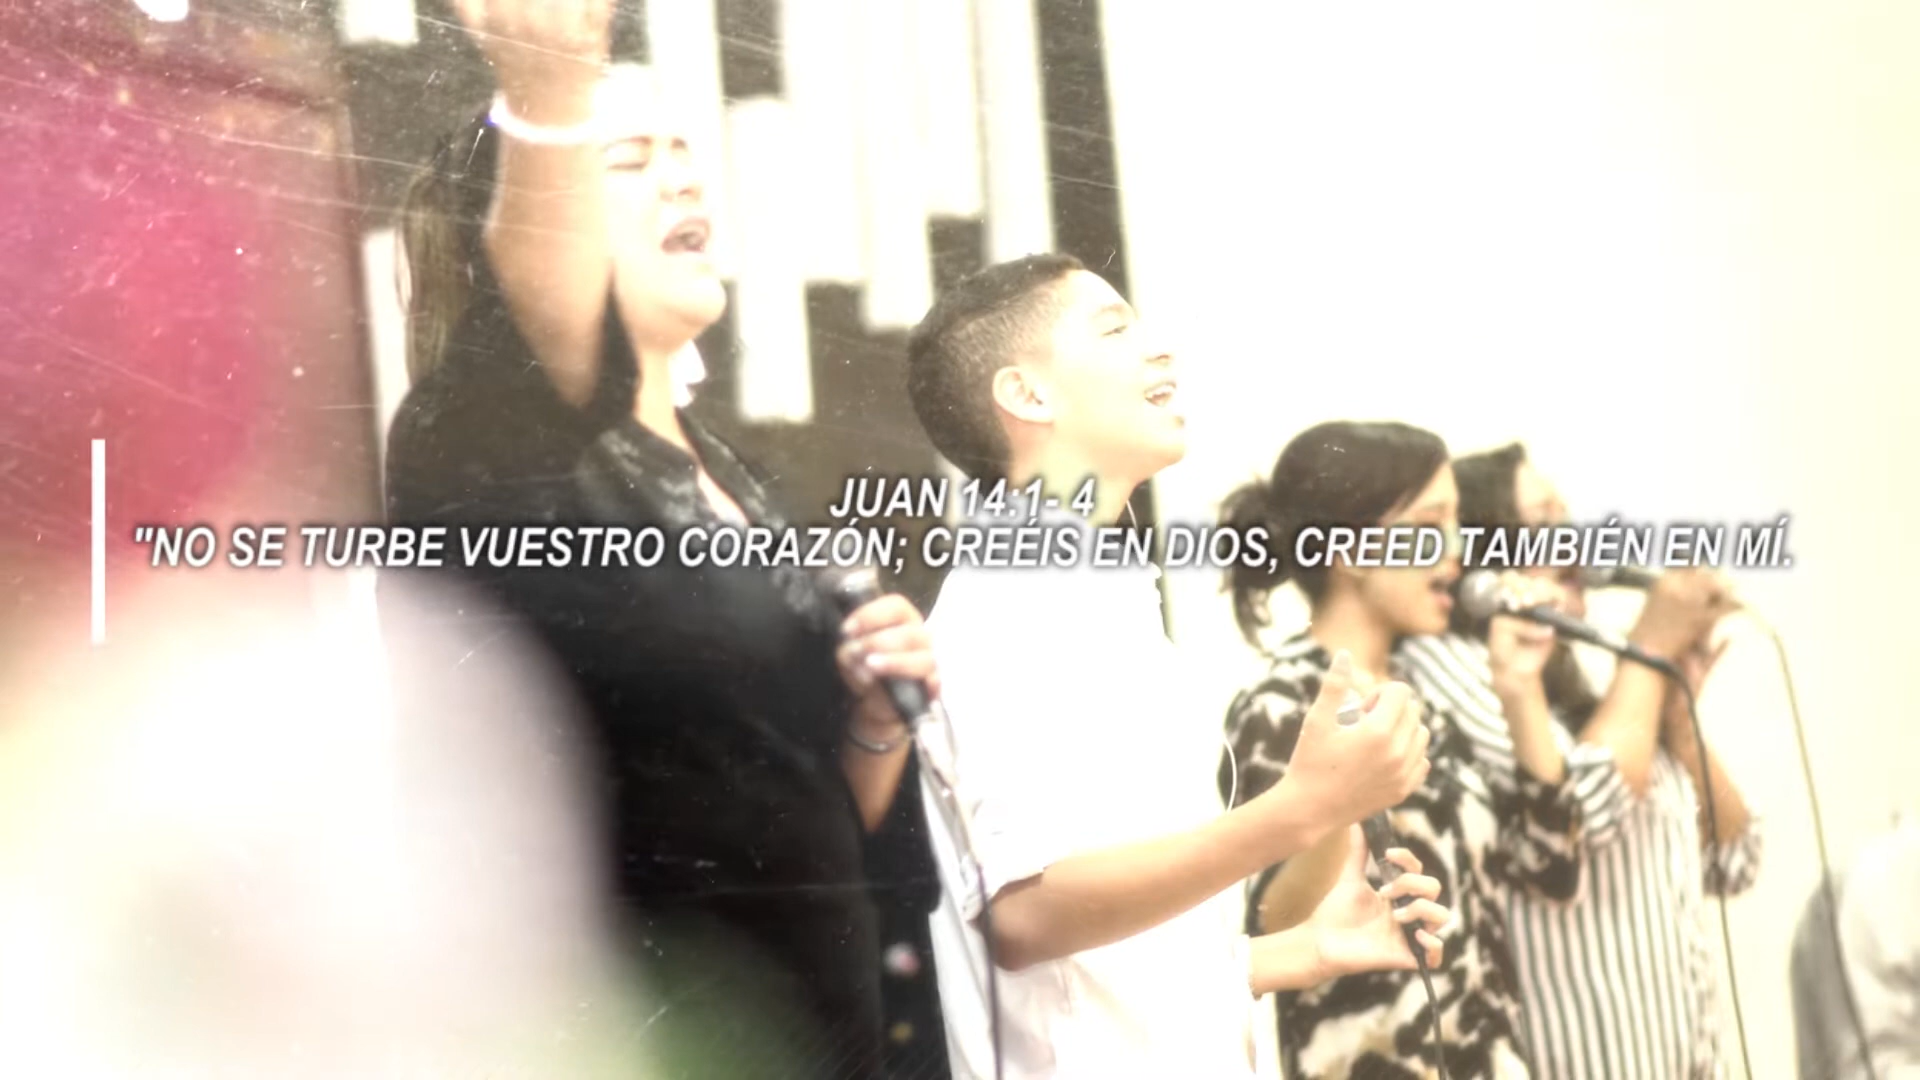 JUAN 14:1- 4
"NO SE TURBE VUESTRO CORAZÓN; CREÉIS EN DIOS, CREED TAMBIÉN EN MÍ.